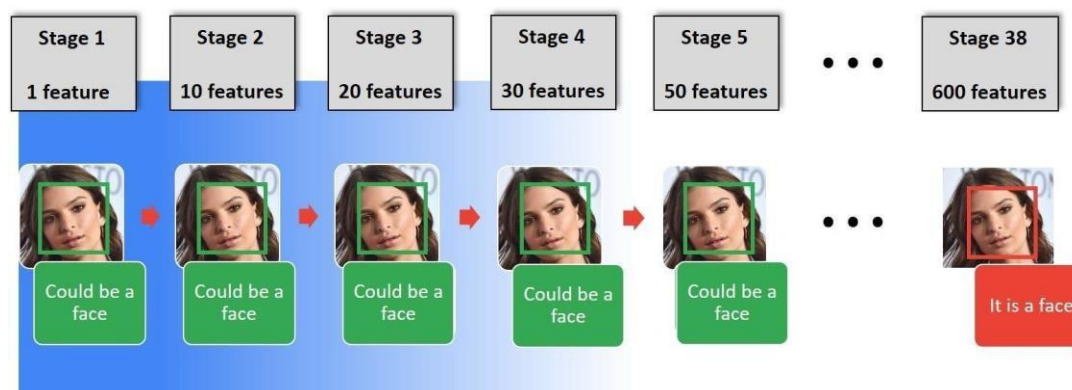 Stage 1
1 feature
Stage 2
10 features
Stage 3
20 features
Stage 4
30 features
Stage 5
50 features
Stage 38
600 features
Could be a
face
Could be a
face
Could be a
face
Could be a
face
Could be a
face
It is a face